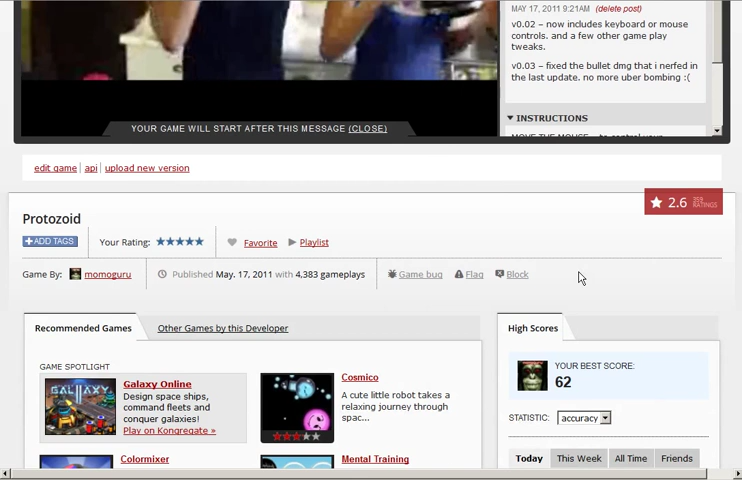 MAY 17, 2011 9:21AM (delete post)
v0.02 – now includes keyboard or mouse
controls. and a few other game play
tweaks.
v0.03 – fixed the bullet dmg that i nerfed in
the last update. no more uber bombing :(
INSTRUCTIONS
YOUR GAME WILL START AFTER THIS MESSAGE (CLOSE)
edit game | api | upload new version
2.6
RATINGS
Protozoid
+ADD TAGS
Your Rating:
Favorite
Playlist
Game By: momoguru
Published May. 17, 2011 with 4,383 gameplays
Game bug
Flag
Block
Recommended Games
Other Games by this Developer
GAME SPOTLIGHT
GALAXY
Galaxy Online
Design space ships,
command fleets and
conquer galaxies!
Play on Kongregate »
Cosmico
A cute little robot takes a
relaxing journey through
spac...
Colormixer
Mental Training
High Scores
YOUR BEST SCORE:
62
STATISTIC: accuracy
Today
This Week
All Time
Friends